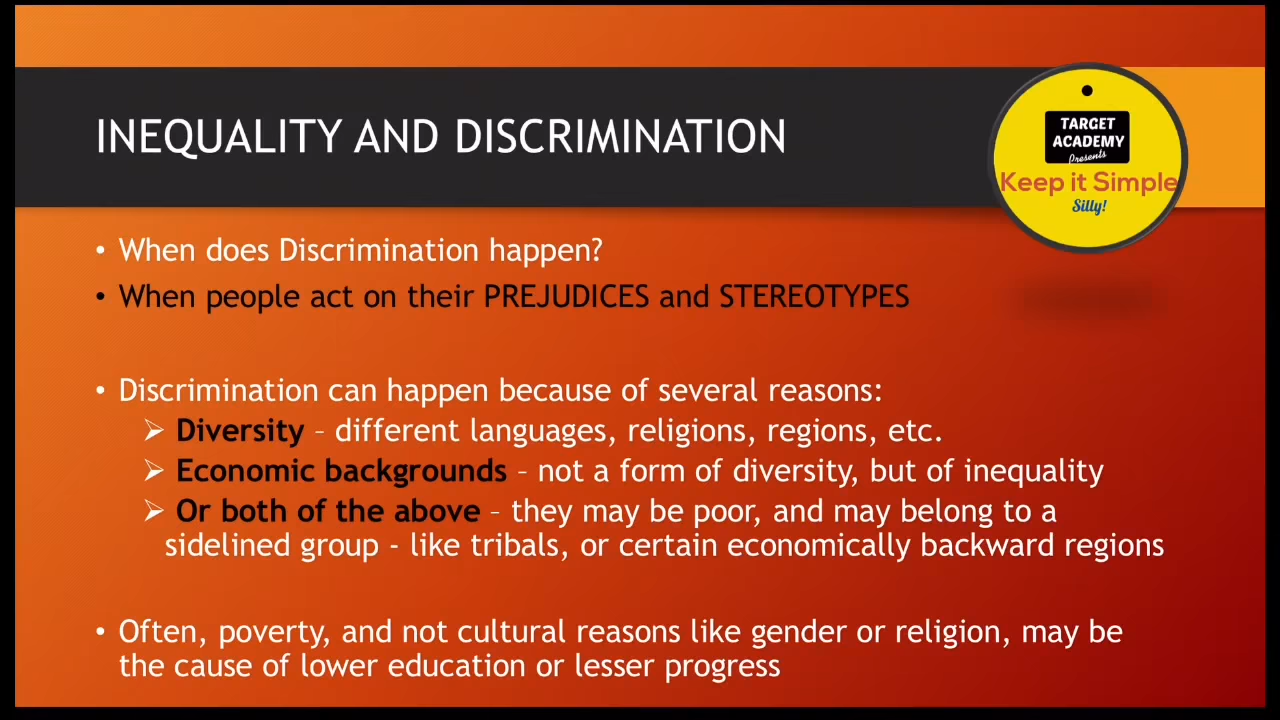 INEQUALITY AND DISCRIMINATION
TARGET
ACADEMY
Presents
Keep it Simple
Silly!
• When does Discrimination happen?
• When people act on their PREJUDICES and STEREOTYPES
• Discrimination can happen because of several reasons:
➢ Diversity – different languages, religions, regions, etc.
➢ Economic backgrounds – not a form of diversity, but of inequality
➢ Or both of the above – they may be poor, and may belong to a
sidelined group - like tribals, or certain economically backward regions
• Often, poverty, and not cultural reasons like gender or religion, may be
the cause of lower education or lesser progress